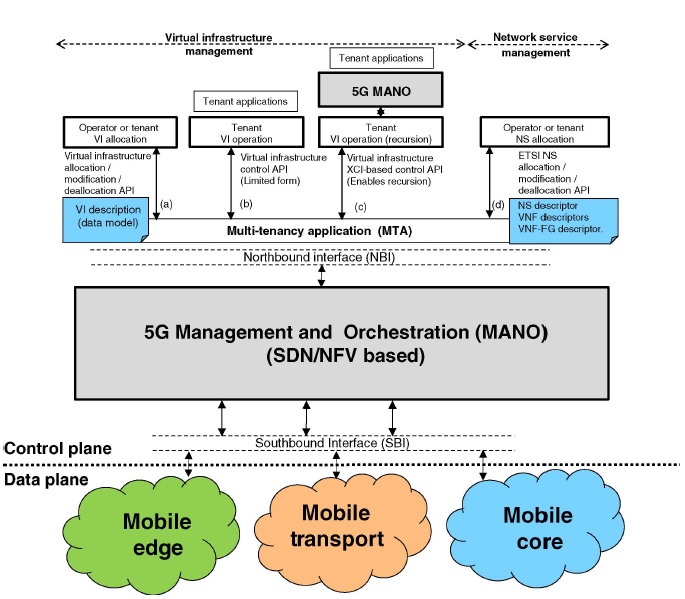 Virtual infrastructure
management
Network service
management
Tenant applications
5G MANO
Tenant applications
Operator or tenant
VI allocation
Tenant
VI operation
Tenant
VI operation (recursion)
Operator or tenant
NS allocation
Virtual infrastructure
allocation /
modification /
deallocation API
(a)
Virtual infrastructure
control API
(Limited form)
(b)
Virtual infrastructure
XCI-based control API
(Enables recursion)
(c)
ETSI NS
allocation /
modification /
deallocation API
(d)
VI description
(data model)
NS descriptor
VNF descriptors
VNF-FG descriptor.
Multi-tenancy application (MTA)
Northbound interface (NBI)
5G Management and Orchestration (MANO)
(SDN/NFV based)
Southbound Interface (SBI)
Control plane
Data plane
Mobile
edge
Mobile
transport
Mobile
core